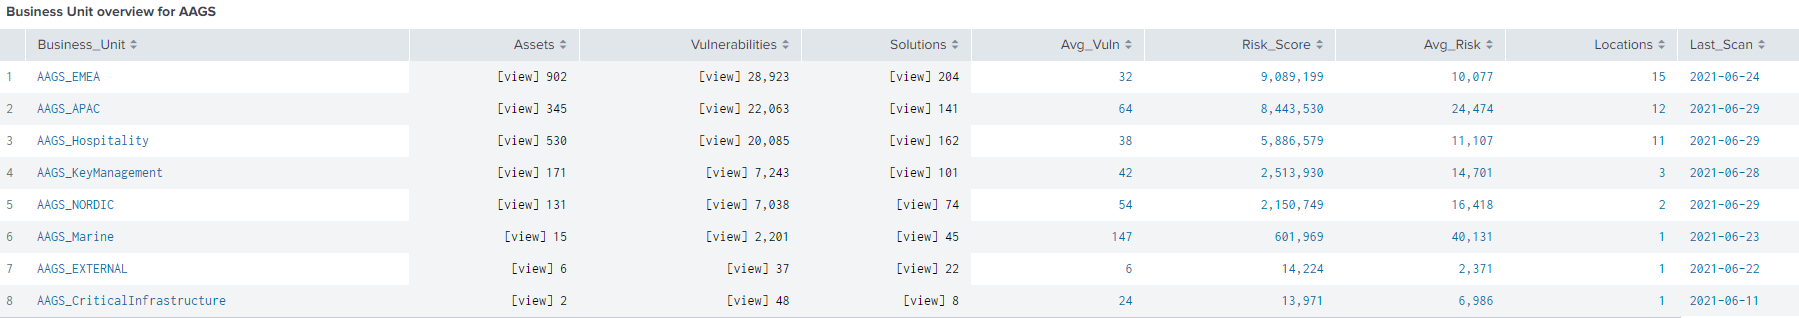 Business Unit overview for AAGS
Business_Unit Assets Vulnerabilities Solutions Avg_Vuln Risk_Score Avg_Risk Locations Last_Scan
1 AAGS_EMEA [view] 902 [view] 28,923 [view] 204 32 9,089,199 10,077 15 2021-06-24
2 AAGS_APAC [view] 345 [view] 22,063 [view] 141 64 8,443,530 24,474 12 2021-06-29
3 AAGS_Hospitality [view] 530 [view] 20,085 [view] 162 38 5,886,579 11,107 11 2021-06-29
4 AAGS_KeyManagement [view] 171 [view] 7,243 [view] 101 42 2,513,930 14,701 3 2021-06-28
5 AAGS_NORDIC [view] 131 [view] 7,038 [view] 74 54 2,150,749 16,418 2 2021-06-29
6 AAGS_Marine [view] 15 [view] 2,201 [view] 45 147 601,969 40,131 1 2021-06-23
7 AAGS_EXTERNAL [view] 6 [view] 37 [view] 22 6 14,224 2,371 1 2021-06-22
8 AAGS_CriticalInfrastructure [view] 2 [view] 48 [view] 8 24 13,971 6,986 1 2021-06-11